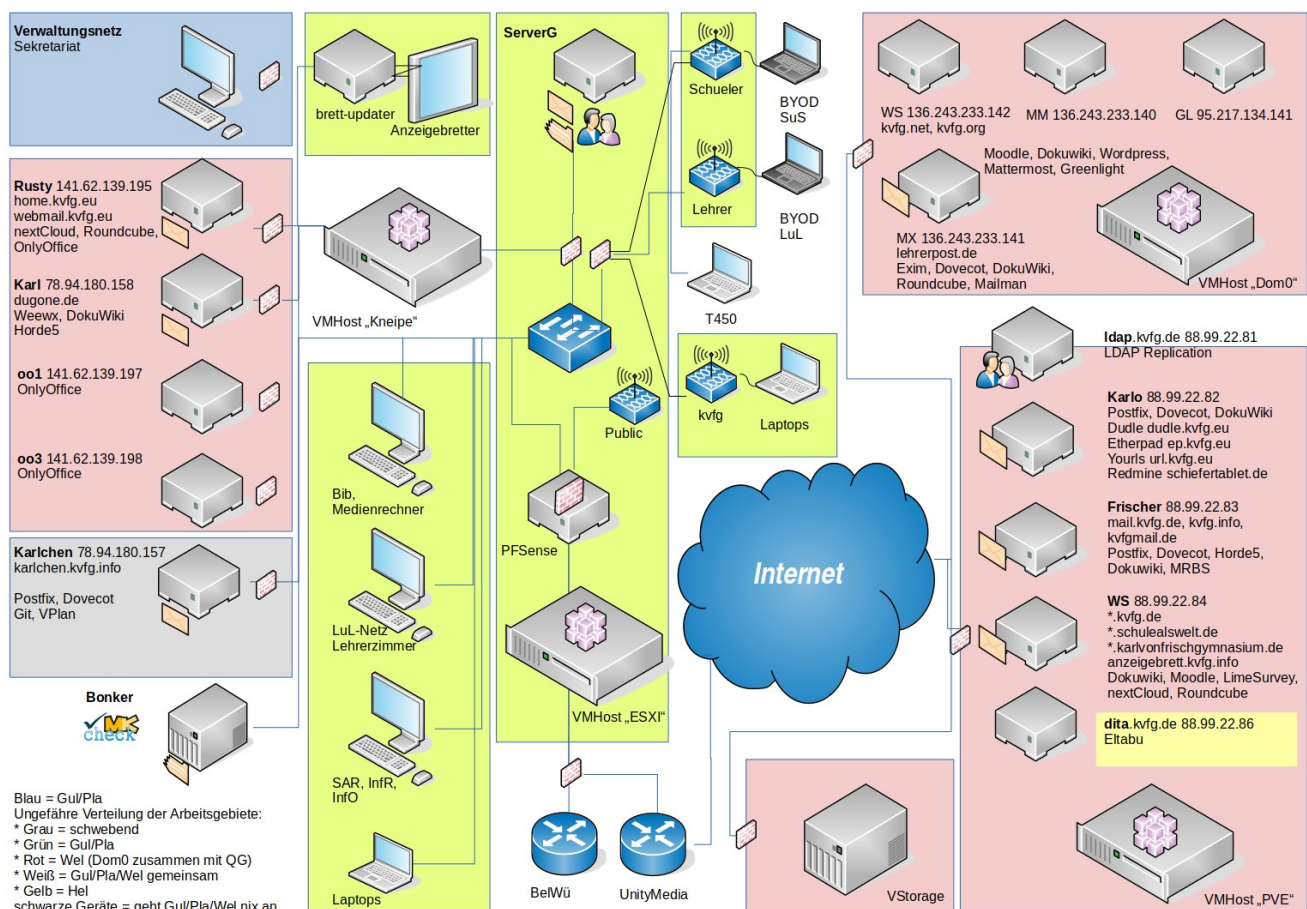 Verwaltungsnetz
Sekretariat
brett-updater
Anzeigebretter
ServerG
Schueler
BYOD
SuS
Lehrer
BYOD
LuL
T450
WS 136.243.233.142
kvfg.net, kvfg.org
MM 136.243.233.140
GL 95.217.134.141
Moodle, Dokuwiki, Wordpress,
Mattermost, Greenlight
MX 136.243.233.141
lehrerpost.de
Exim, Dovecot, DokuWiki,
Roundcube, Mailman
VMHost „Dom0“
Rusty 141.62.139.195
home.kvfg.eu
webmail.kvfg.eu
nextCloud, Roundcube,
OnlyOffice
Karl 78.94.180.158
dugone.de
Weewx, DokuWiki
Horde5
oo1 141.62.139.197
OnlyOffice
oo3 141.62.139.198
OnlyOffice
VMHost „Kneipe“
Karlchen 78.94.180.157
karlchen.kvfg.info
Postfix, Dovecot
Git, VPlan
Bonker
MK
check
Blau = Gul/Pla
Ungefähre Verteilung der Arbeitsgebiete:
* Grau = schwebend
* Grün = Gul/Pla
* Rot = Wel (Dom0 zusammen mit QG)
* Weiß = Gul/Pla/Wel gemeinsam
* Gelb = Hel
schwarze Geräte = geht Gul/Pla/Wel nix an
Bib,
Medienrechner
LuL-Netz
Lehrerzimmer
SAR, InfR,
InfO
Laptops
Public
PFSense
VMHost „ESXI“
kvfg
Laptops
Internet
BelWü
UnityMedia
VStorage
ldap.kvfg.de 88.99.22.81
LDAP Replication
Karlo 88.99.22.82
Postfix, Dovecot, DokuWiki
Dudle dudle.kvfg.eu
Etherpad ep.kvfg.eu
Yourls url.kvfg.eu
Redmine schiefertablet.de
Frischer 88.99.22.83
mail.kvfg.de, kvfg.info,
kvfgmail.de
Postfix, Dovecot, Horde5,
Dokuwiki, MRBS
WS 88.99.22.84
*.kvfg.de
*.schulealswelt.de
*.karlvonfrischgymnasium.de
anzeigebrett.kvfg.info
Dokuwiki, Moodle, LimeSurvey,
nextCloud, Roundcube
dita.kvfg.de 88.99.22.86
Eltabu
VMHost „PVE“